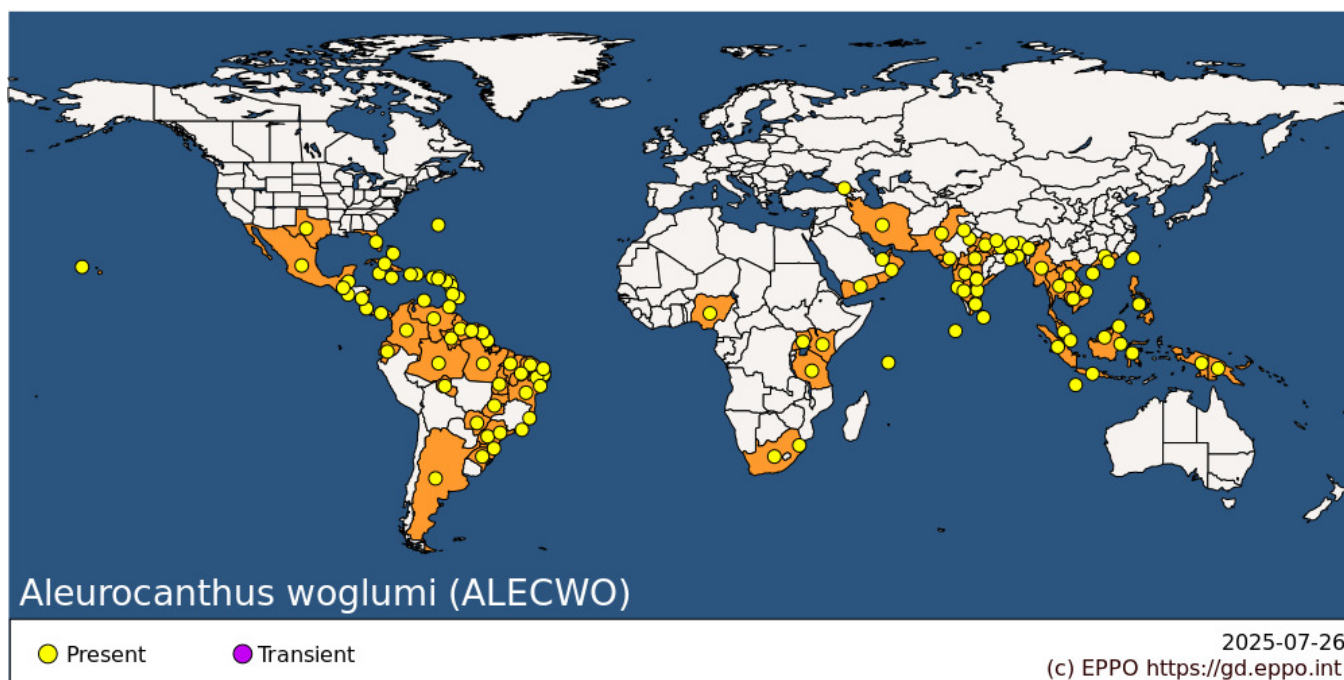 Aleurocanthus woglumi (ALECWO)
Present
Transient
2025-07-26
(c) EPPO https://gd.eppo.int